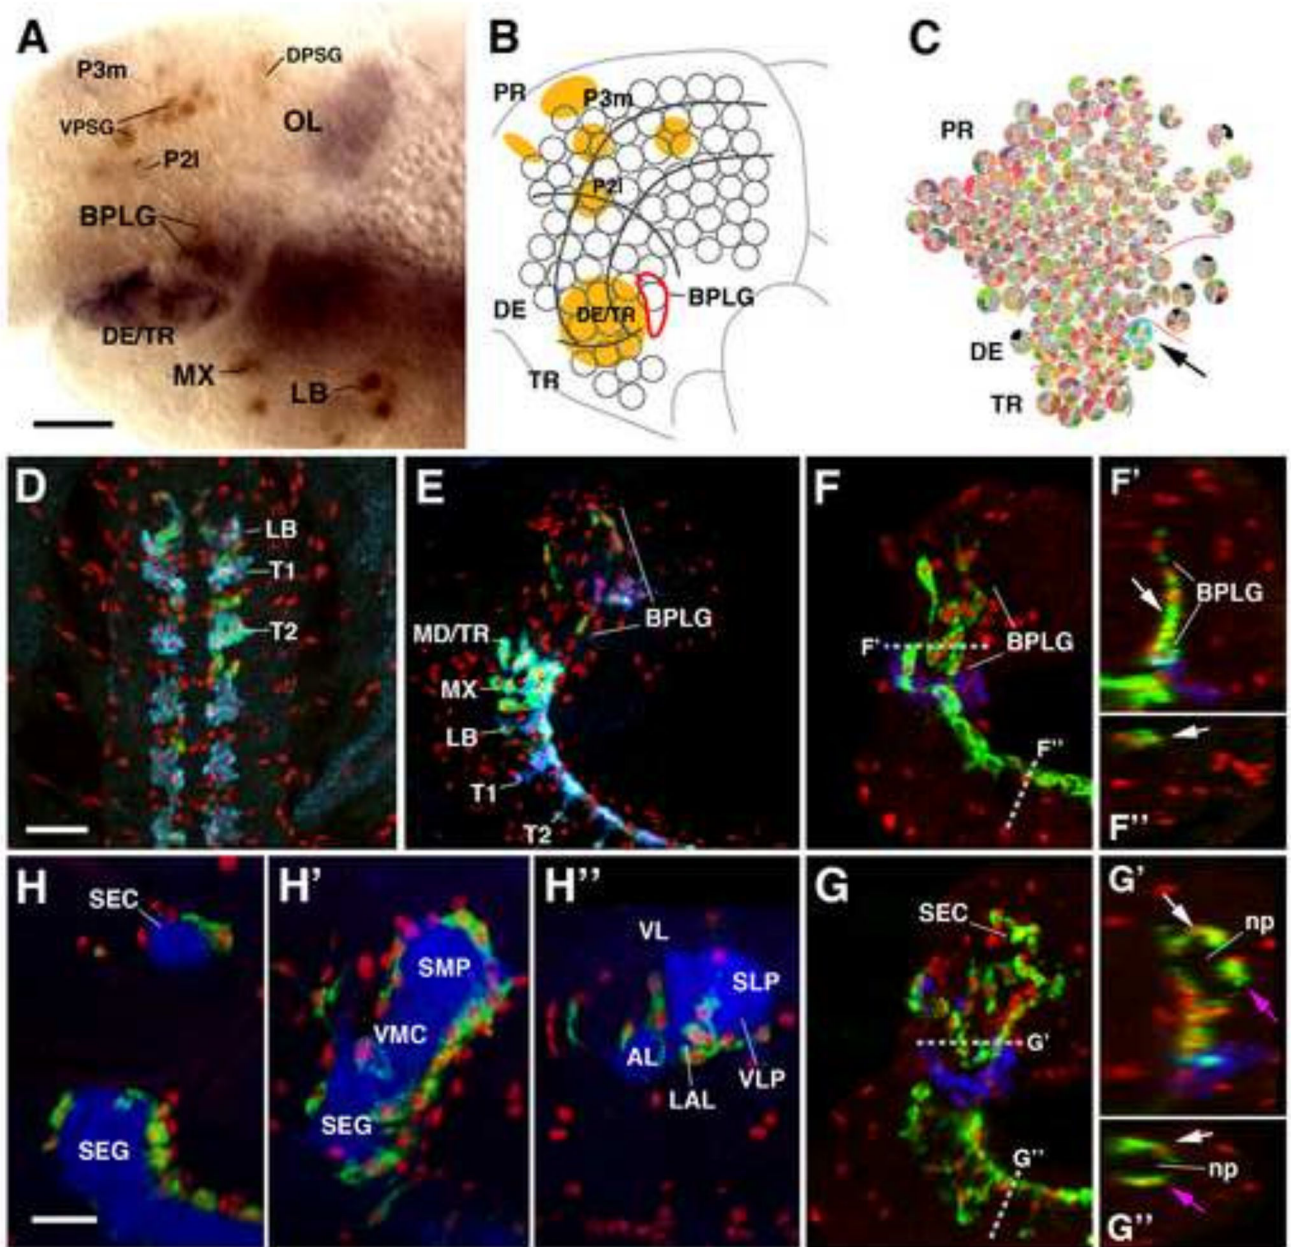 A
P3m
DPSG
VPSG
OL
P2l
BPLG
DE/TR
MX
LB
B
PR
P3m
P2l
DE
DE/TR
BPLG
TR
C
PR
DE
TR
D
LB
T1
T2
E
BPLG
MD/TR
MX
LB
T1
T2
F
BPLG
F'
F''
F'
BPLG
F''
H
SEC
SEG
H'
SMP
VMC
SEG
H''
VL
SLP
AL
VLP
LAL
G
SEC
G'
G''
G'
np
np
G''